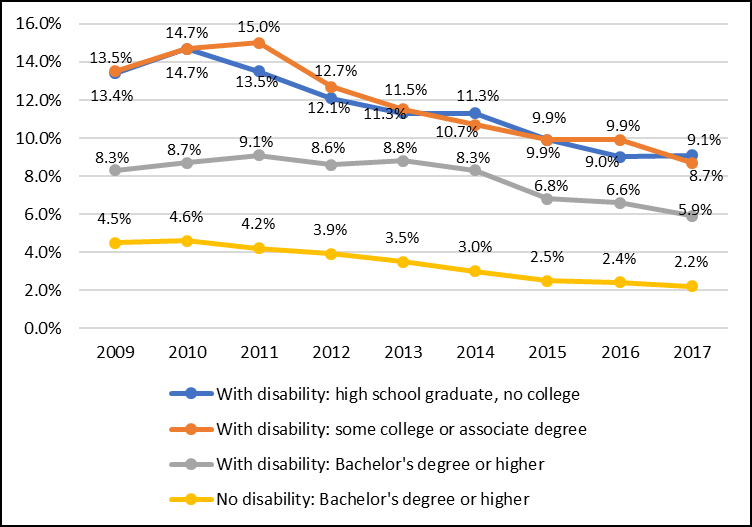 16.0%
14.0%
12.0%
10.0%
8.0%
6.0%
4.0%
2.0%
0.0%
13.5% 14.7% 15.0% 12.7% 11.5% 11.3% 9.9% 9.9% 9.1%
13.4% 14.7% 13.5% 12.1% 11.3% 10.7% 9.9% 9.0% 8.7%
8.3% 8.7% 9.1% 8.6% 8.8% 8.3% 6.8% 6.6% 5.9%
4.5% 4.6% 4.2% 3.9% 3.5% 3.0% 2.5% 2.4% 2.2%
2009 2010 2011 2012 2013 2014 2015 2016 2017
With disability: high school graduate, no college
With disability: some college or associate degree
With disability: Bachelor's degree or higher
No disability: Bachelor's degree or higher